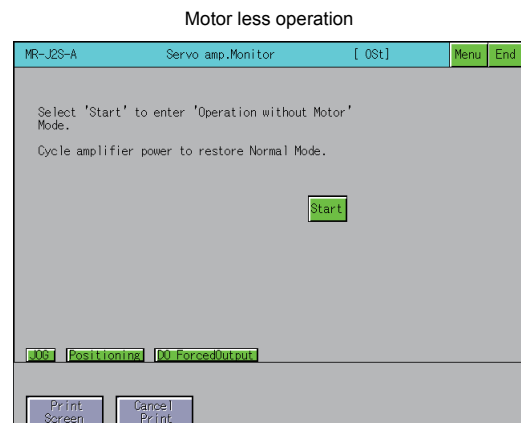 Motor less operation
MR-J2S-A Servo amp.Monitor [ OSt] Menu End
Select 'Start' to enter 'Operation without Motor'
Mode.
Cycle amplifier power to restore Normal Mode.
Start
JOG Positioning DO ForcedOutput
Print Cancel
Screen Print